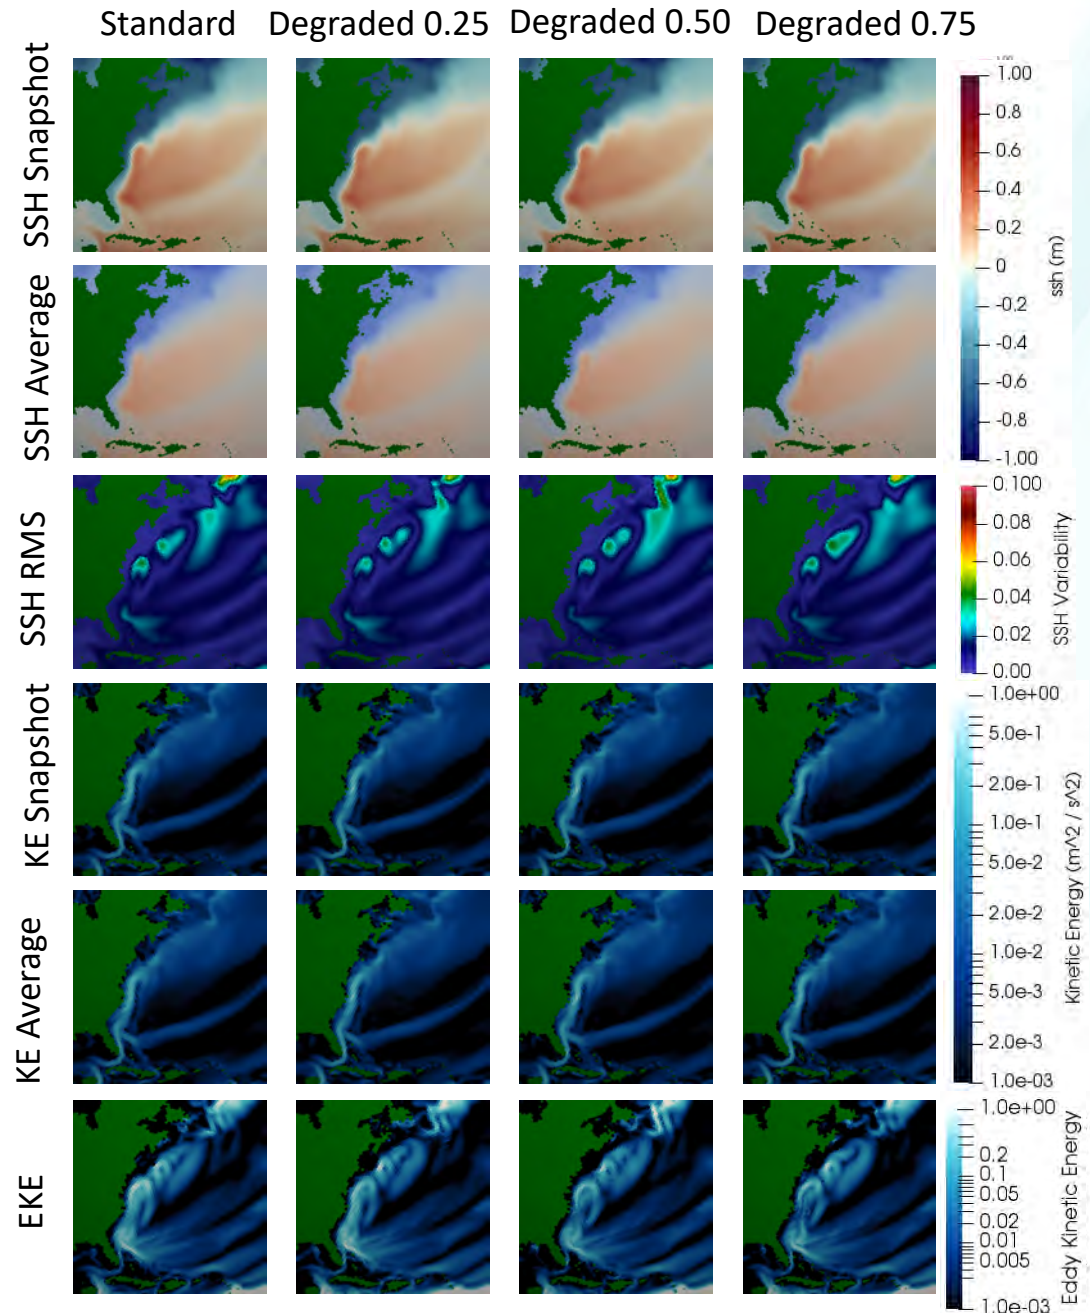 Standard
Degraded 0.25
Degraded 0.50
Degraded 0.75
SSH Snapshot
1.00
0.8
0.6
0.4
0.2
0
-0.2
-0.4
-0.6
-0.8
-1.00
ssh (m)
SSH Average
SSH RMS
0.100
0.08
0.06
0.04
0.02
0.00
SSH Variability
KE Snapshot
1.0e+00
5.0e-1
2.0e-1
1.0e-1
5.0e-2
2.0e-2
1.0e-2
5.0e-3
2.0e-3
1.0e-03
Kinetic Energy (m^2 / s^2)
KE Average
EKE
1.0e+00
0.2
0.1
0.05
0.02
0.01
0.005
1.0e-03
Eddy Kinetic Energy